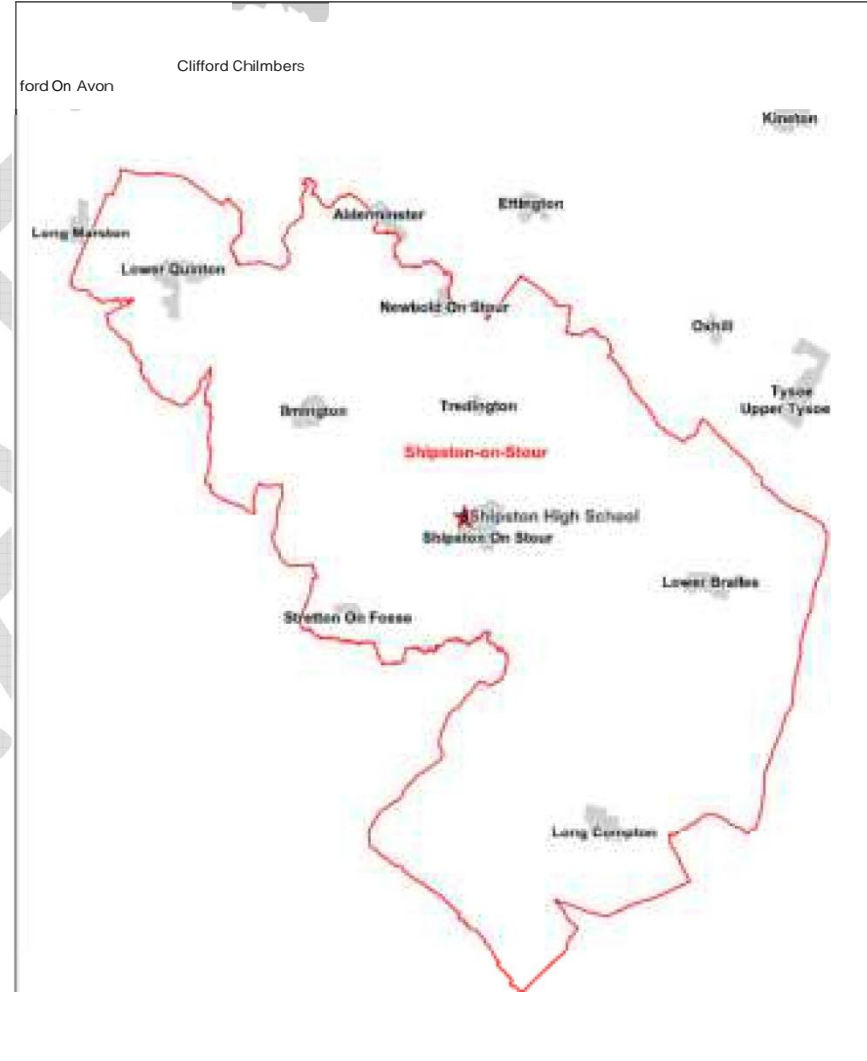 Clifford Chilmbers
ford On Avon
Kineton
Ettington
Alderminster
Long Marston
Lower Quinton
Newbold On Stour
Oxhill
Tysoe
Upper Tysoe
Ilmington
Tredington
Shipston-on-Stour
Shipston High School
Shipston On Stour
Lower Brailes
Stretton On Fosse
Long Compton